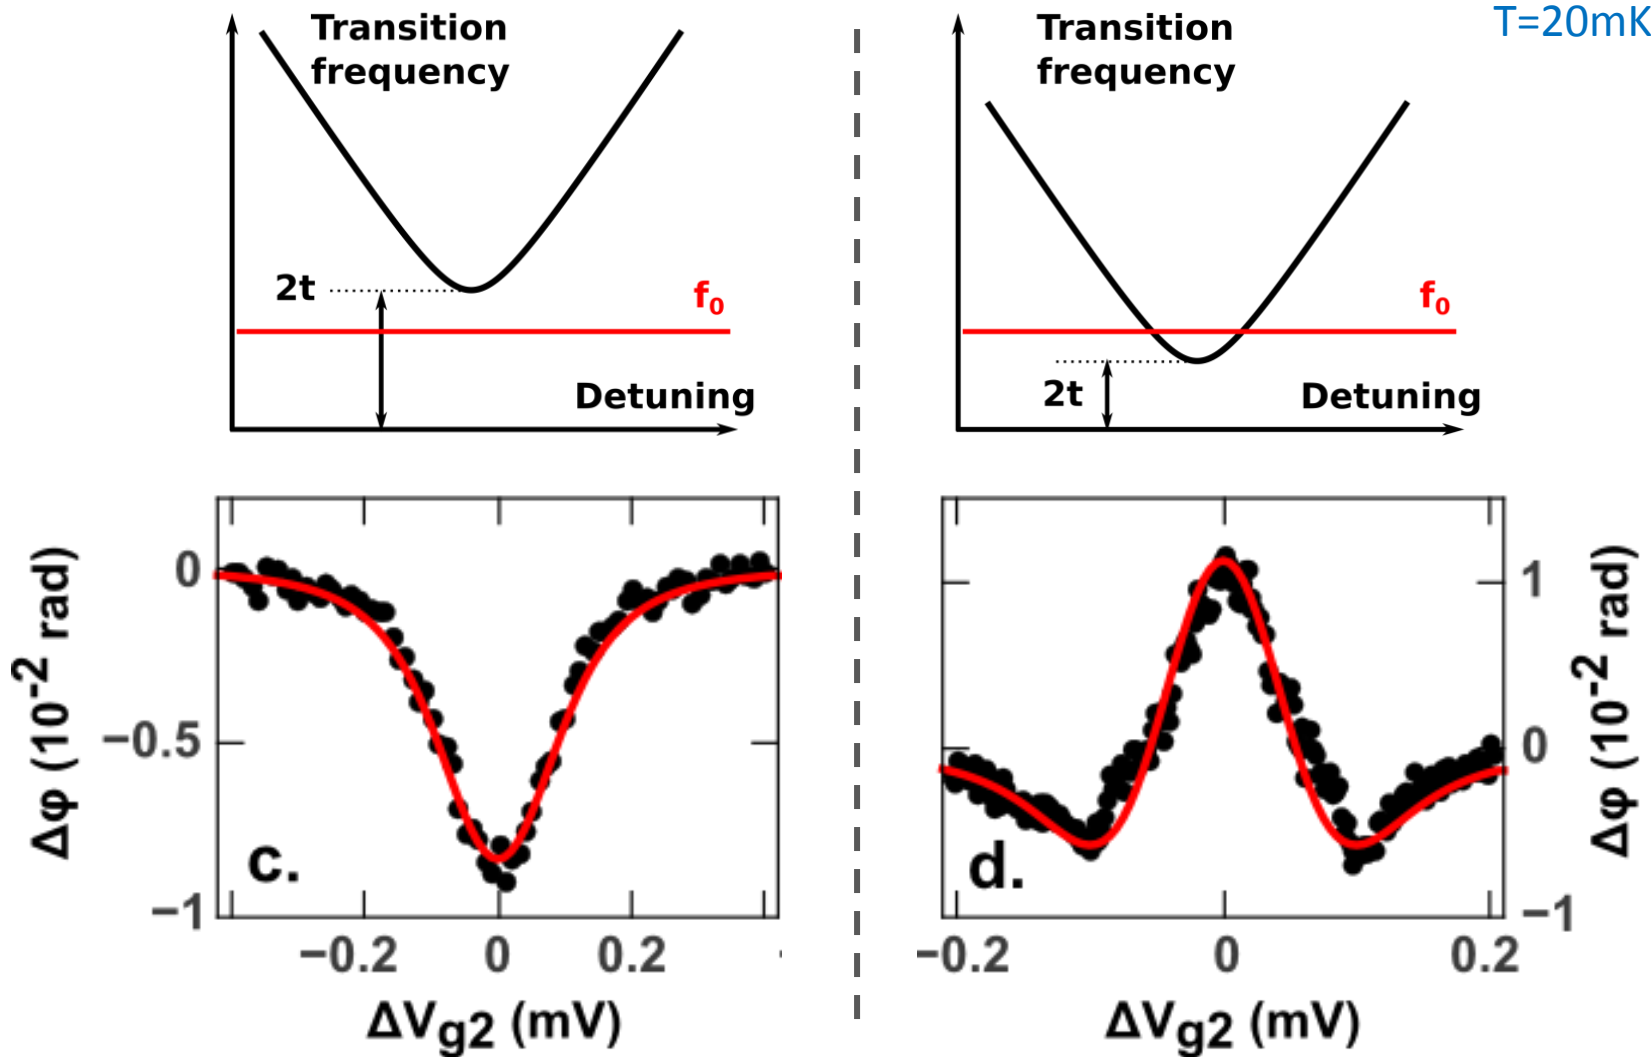 T=20mK
Transition
frequency
2t
f₀
Detuning
Transition
frequency
2t
f₀
Detuning
0
−0.5
−1
Δφ (10⁻² rad)
c.
−0.2
0
0.2
ΔVg2 (mV)
1
0
−1
Δφ (10⁻² rad)
d.
−0.2
0
0.2
ΔVg2 (mV)